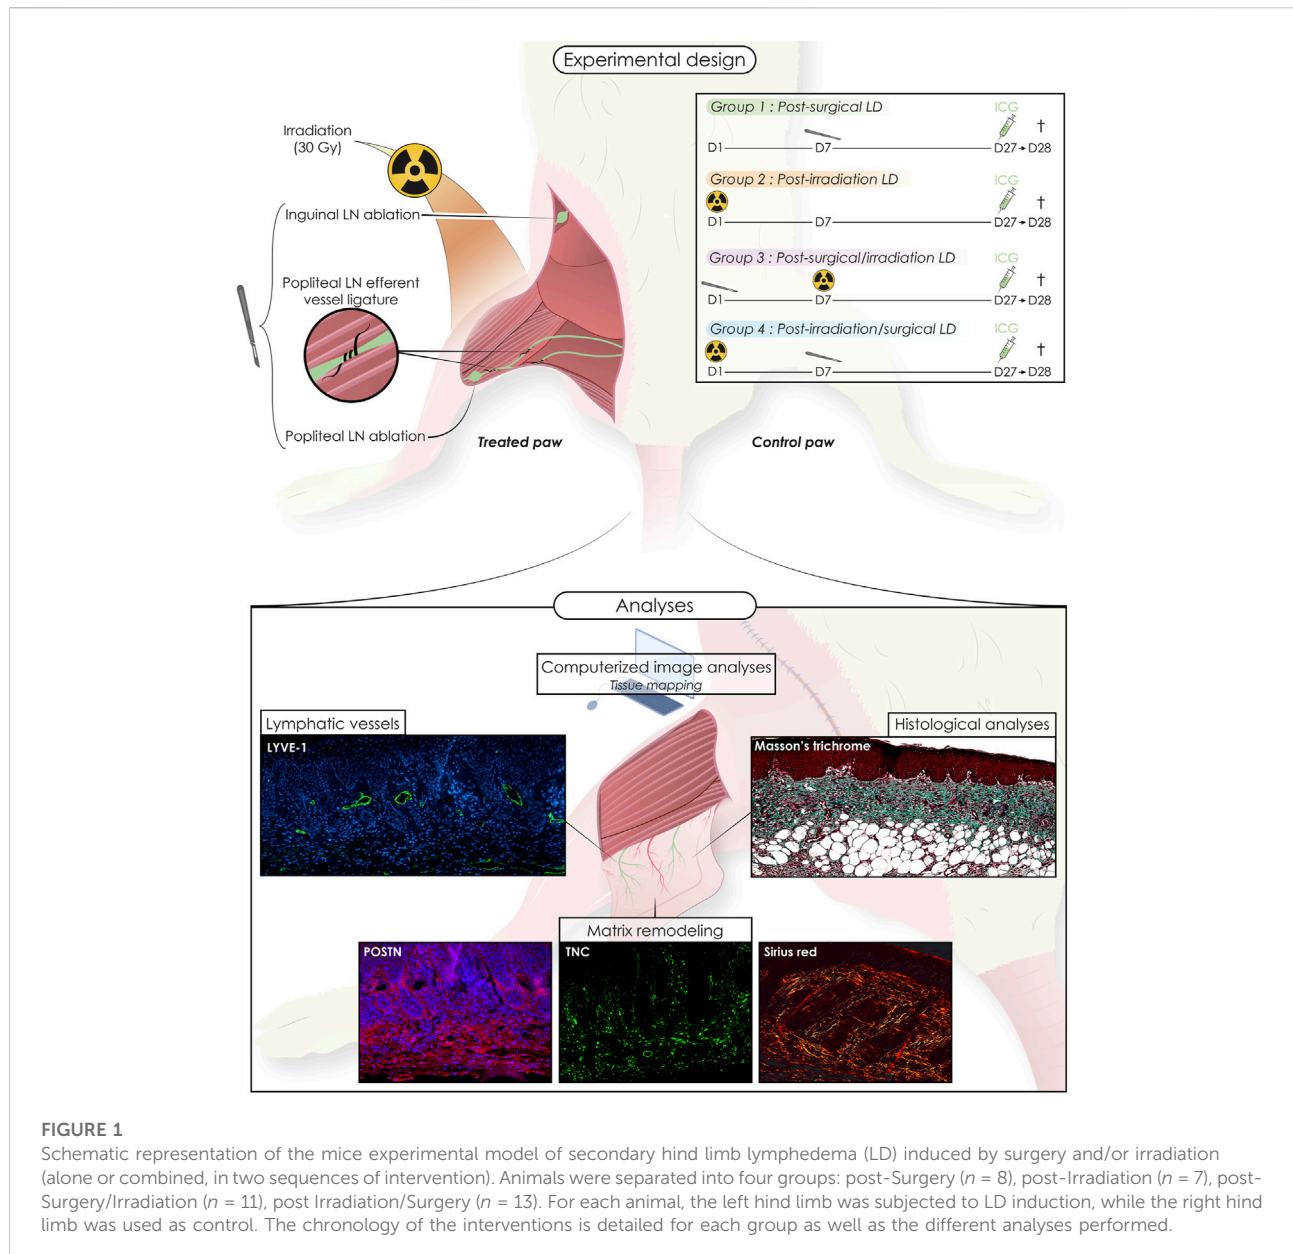 Experimental design
Irradiation
(30 Gy)
Inguinal LN ablation
Popliteal LN efferent
vessel ligature
Popliteal LN ablation
Treated paw
Control paw
Group 1 : Post-surgical LD
ICG
†
D1
D7
D27
D28
Group 2 : Post-irradiation LD
ICG
†
D1
D7
D27
D28
Group 3 : Post-surgical/irradiation LD
ICG
†
D1
D7
D27
D28
Group 4 : Post-irradiation/surgical LD
ICG
†
D1
D7
D27
D28
Analyses
Computerized image analyses
Tissue mapping
Lymphatic vessels
LYVE-1
Histological analyses
Masson's trichrome
Matrix remodeling
POSTN
TNC
Sirius red
FIGURE 1
Schematic representation of the mice experimental model of secondary hind limb lymphedema (LD) induced by surgery and/or irradiation
(alone or combined, in two sequences of intervention). Animals were separated into four groups: post-Surgery (n = 8), post-Irradiation (n = 7), post-
Surgery/Irradiation (n = 11), post Irradiation/Surgery (n = 13). For each animal, the left hind limb was subjected to LD induction, while the right hind
limb was used as control. The chronology of the interventions is detailed for each group as well as the different analyses performed.